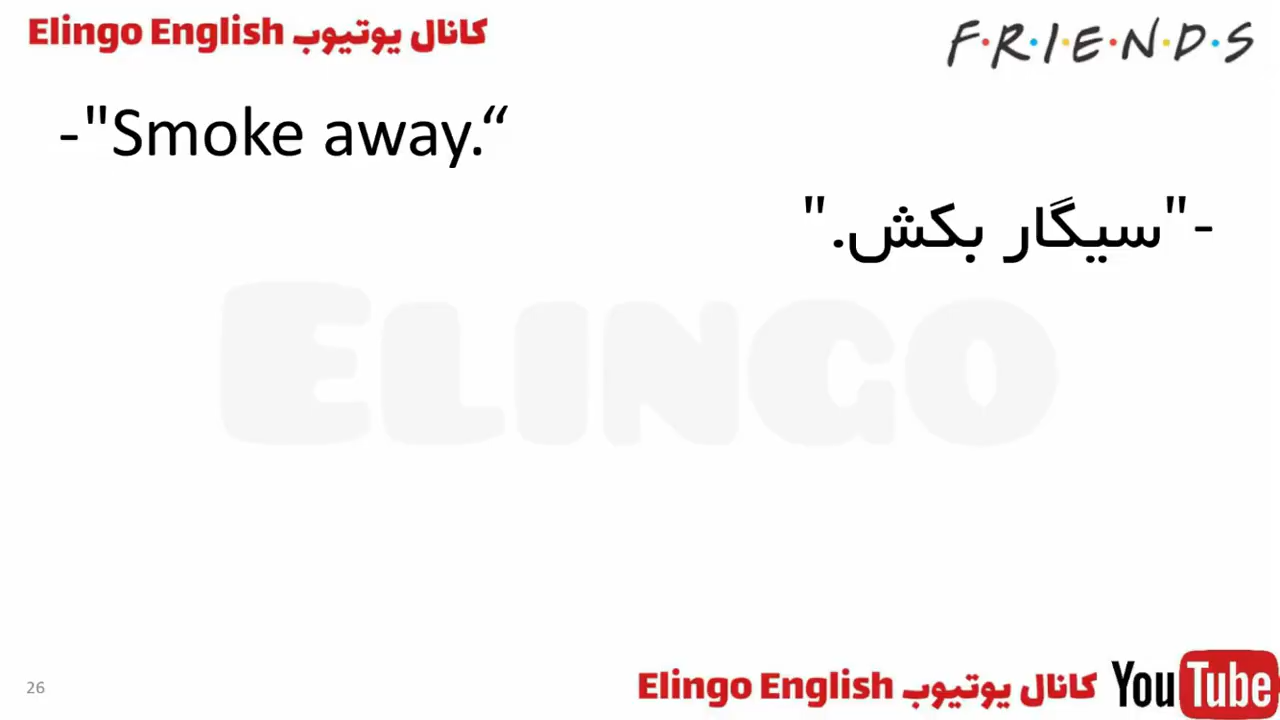 Elingo English کانال یوتیوب
F·R·I·E·N·D·S
-"Smoke away.“
-"سیگار بکش."
ELINGO
26
Elingo English کانال یوتیوب
YouTube